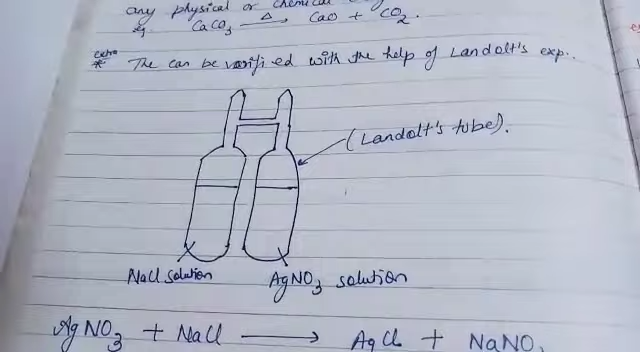 any physical or chemical
eg. CaCO₃ —Δ→ CaO + CO₂.
extra
* The can be verified with the help of Landolt's exp.
(Landolt's tube).
NaCl solution AgNO₃ solution
AgNO₃ + NaCl ⟶ AgCl + NaNO₃